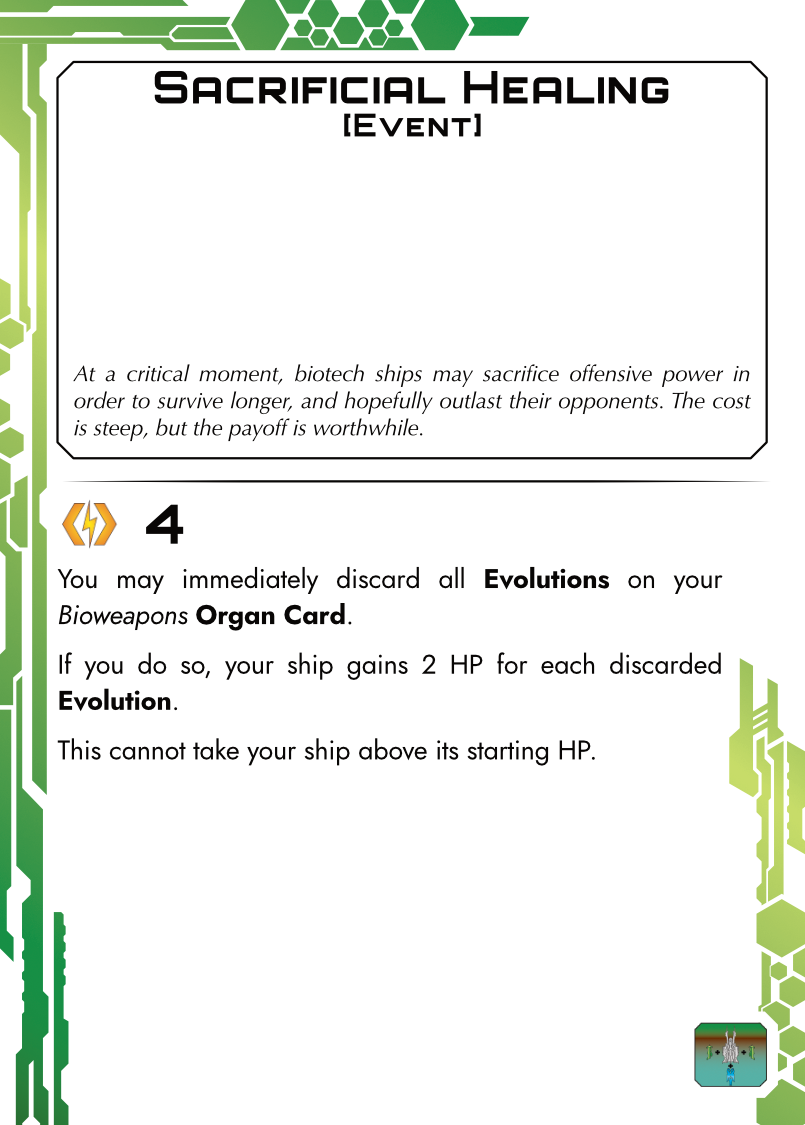 Sacrificial Healing
[Event]
At a critical moment, biotech ships may sacrifice offensive power in
order to survive longer, and hopefully outlast their opponents. The cost
is steep, but the payoff is worthwhile.
4
You may immediately discard all Evolutions on your
Bioweapons Organ Card.
If you do so, your ship gains 2 HP for each discarded
Evolution.
This cannot take your ship above its starting HP.